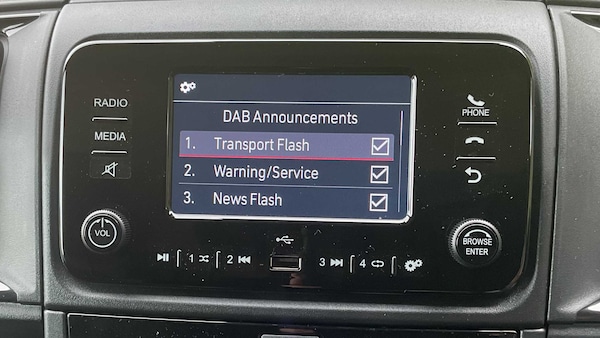 DAB Announcements
1. Transport Flash
2. Warning/Service
3. News Flash
RADIO
MEDIA
VOL
PHONE
BROWSE
ENTER
1
2
3
4